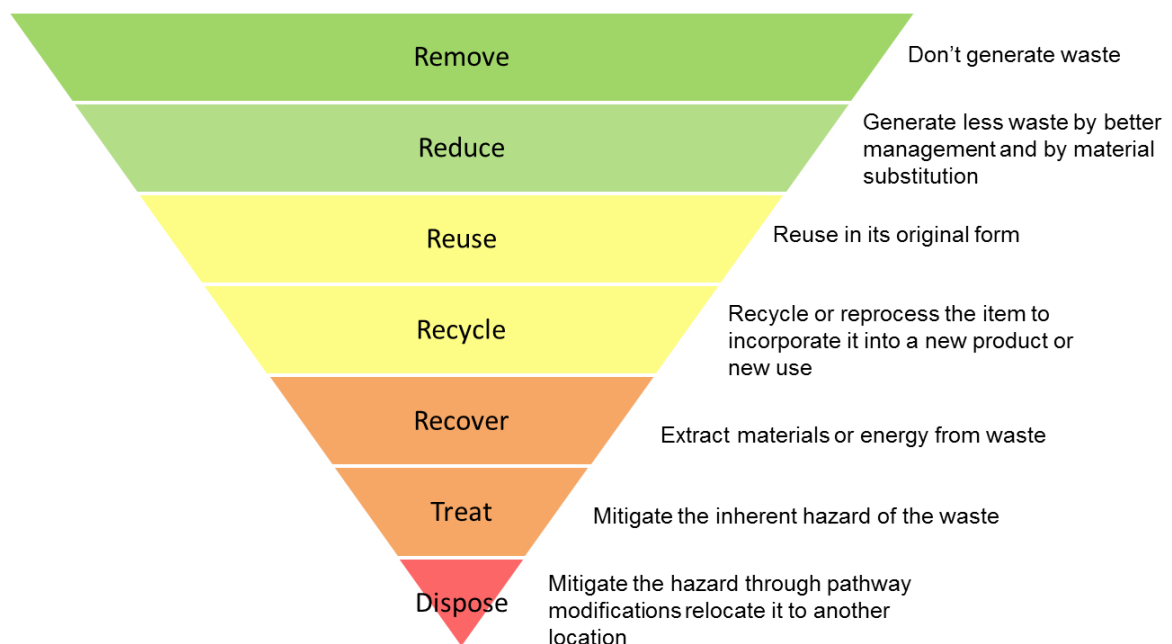 Remove
Don't generate waste
Reduce
Generate less waste by better
management and by material
substitution
Reuse
Reuse in its original form
Recycle
Recycle or reprocess the item to
incorporate it into a new product or
new use
Recover
Extract materials or energy from waste
Treat
Mitigate the inherent hazard of the waste
Dispose
Mitigate the hazard through pathway
modifications relocate it to another
location